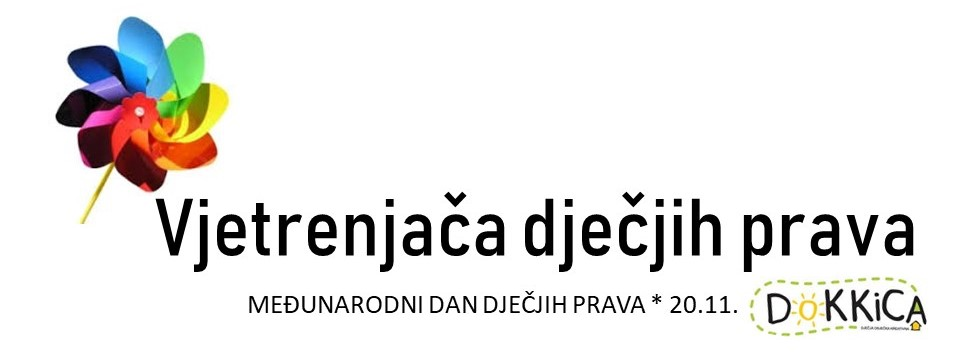 Vjetrenjača dječjih prava
MEĐUNARODNI DAN DJEČJIH PRAVA * 20.11.
DOKKiCA